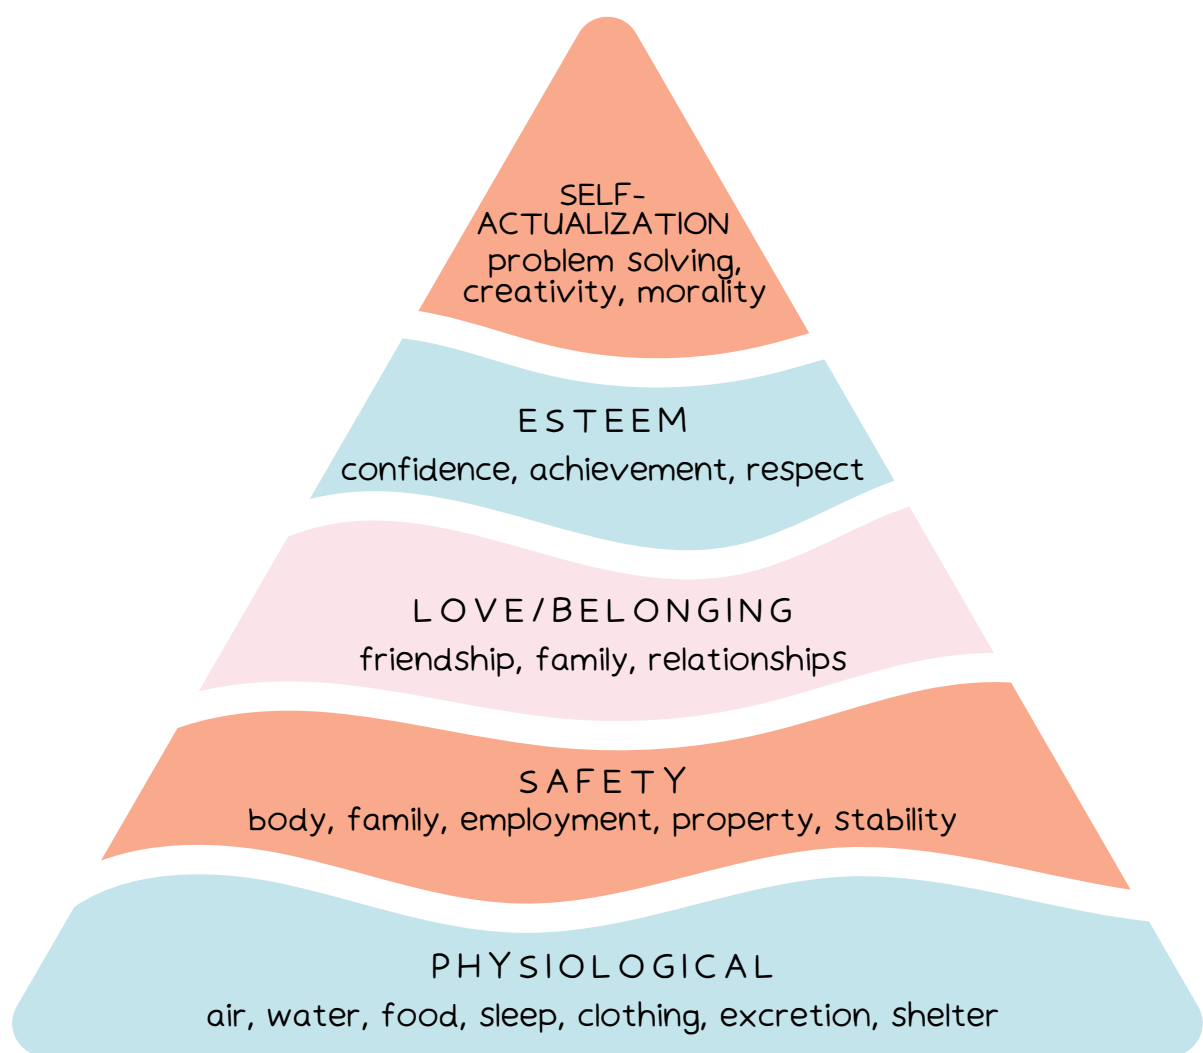 SELF-
ACTUALIZATION
problem solving,
creativity, morality
ESTEEM
confidence, achievement, respect
LOVE/BELONGING
friendship, family, relationships
SAFETY
body, family, employment, property, stability
PHYSIOLOGICAL
air, water, food, sleep, clothing, excretion, shelter